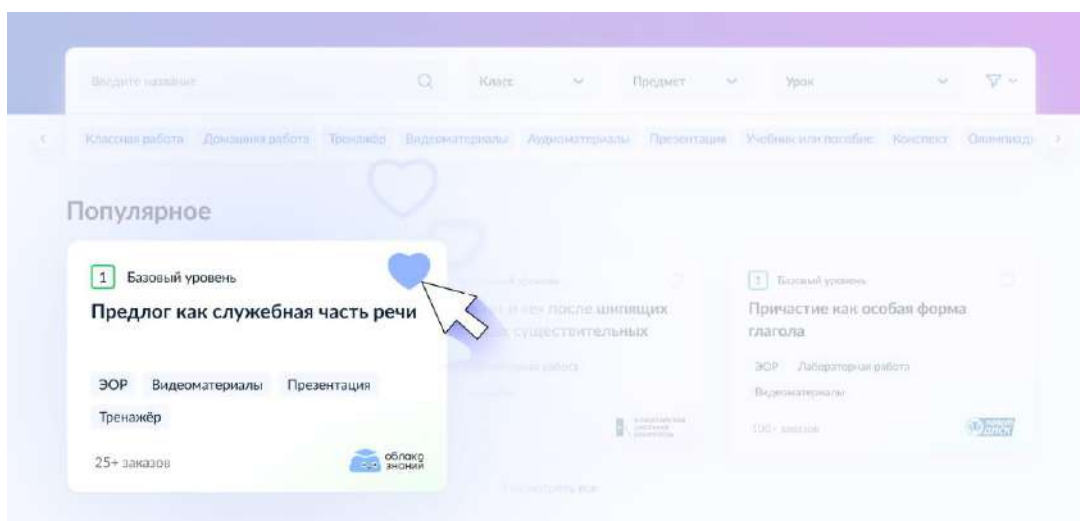 Введите название Класс Предмет Урок
Классная работа Домашняя работа Тренажёр Видеоматериалы Аудиоматериалы Презентация Учебник или пособие Конспект Олимпиад
Популярное
1 Базовый уровень
Предлог как служебная часть речи
ЭОР Видеоматериалы Презентация
Тренажёр
25+ заказов
облако
знаний
после шипящих
существительных
1 Базовый уровень
Причастие как особая форма
глагола
ЭОР Лабораторная работа
Видеоматериалы
100+ заказов